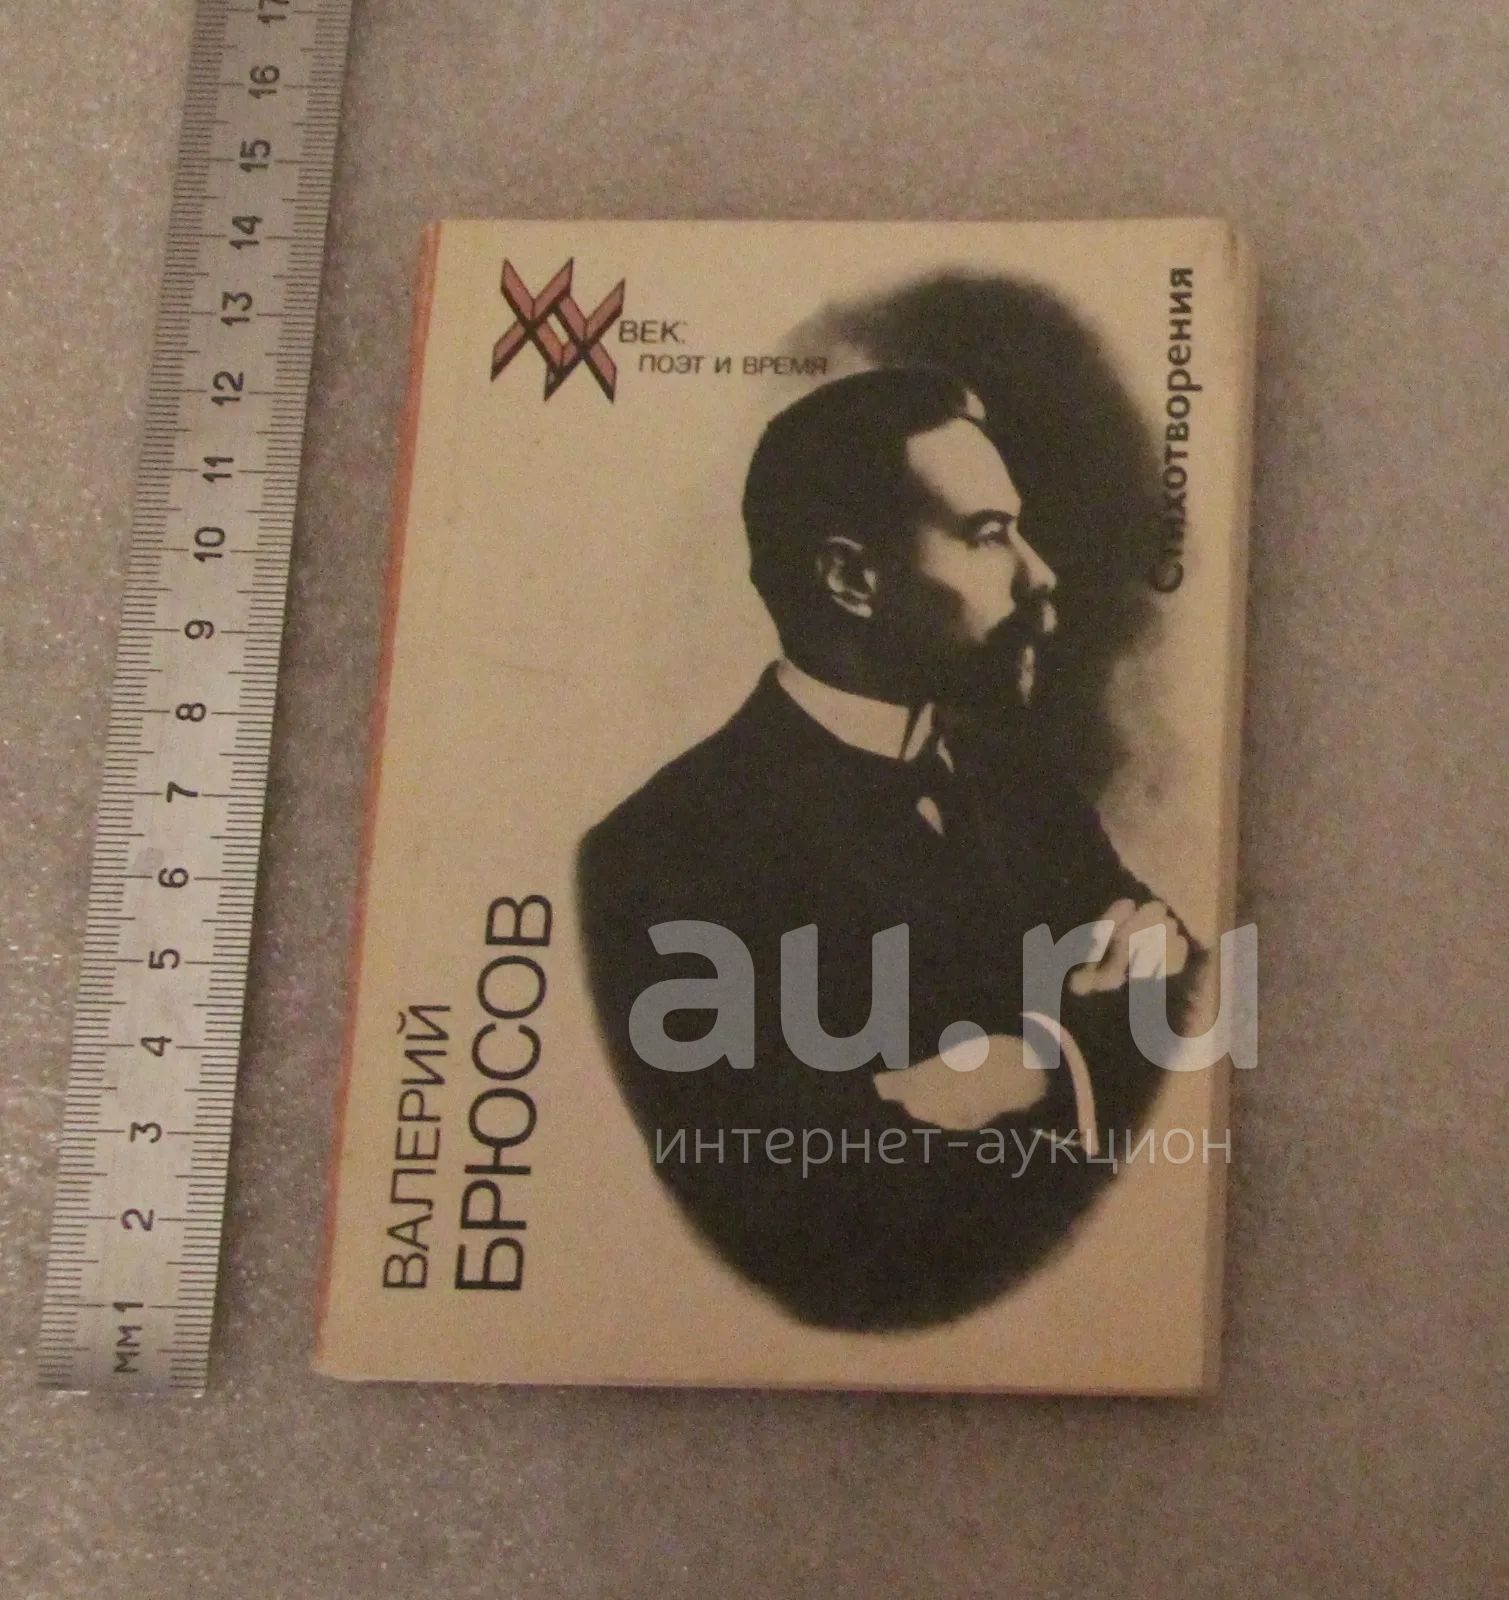 XX ВЕК:
ПОЭТ И ВРЕМЯ
Стихотворения
ВАЛЕРИЙ
БРЮСОВ
au.ru
интернет-аукцион
17
16
15
14
13
12
11
10
9
8
7
6
5
4
3
2
1
мм